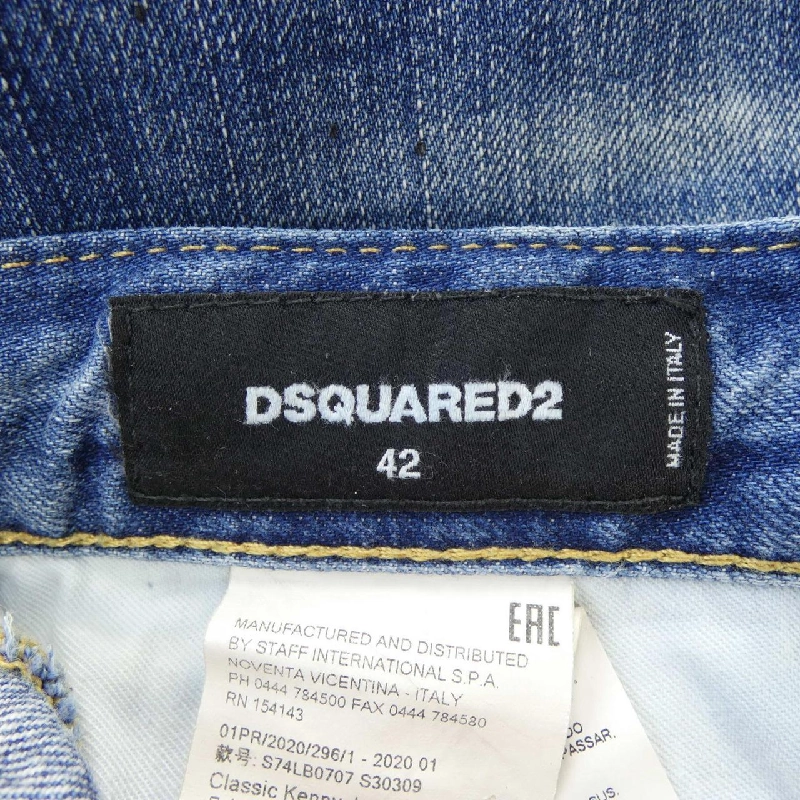 DSQUARED2
42
MADE IN ITALY
EAC
MANUFACTURED AND DISTRIBUTED
BY STAFF INTERNATIONAL S.P.A.
NOVENTA VICENTINA - ITALY
PH 0444 784500 FAX 0444 784580
RN 154143
01PR/2020/296/1 - 2020 01
款号: S74LB0707 S30309
Classic Kenny
PASSAR.